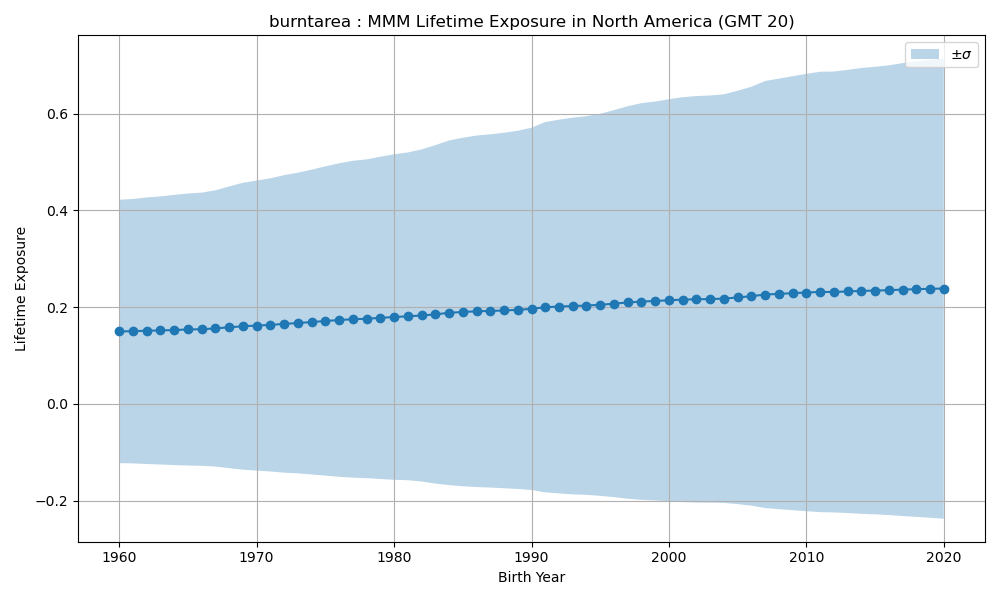 burntarea : MMM Lifetime Exposure in North America (GMT 20)
±σ
Lifetime Exposure
0.6
0.4
0.2
0.0
−0.2
1960 1970 1980 1990 2000 2010 2020
Birth Year